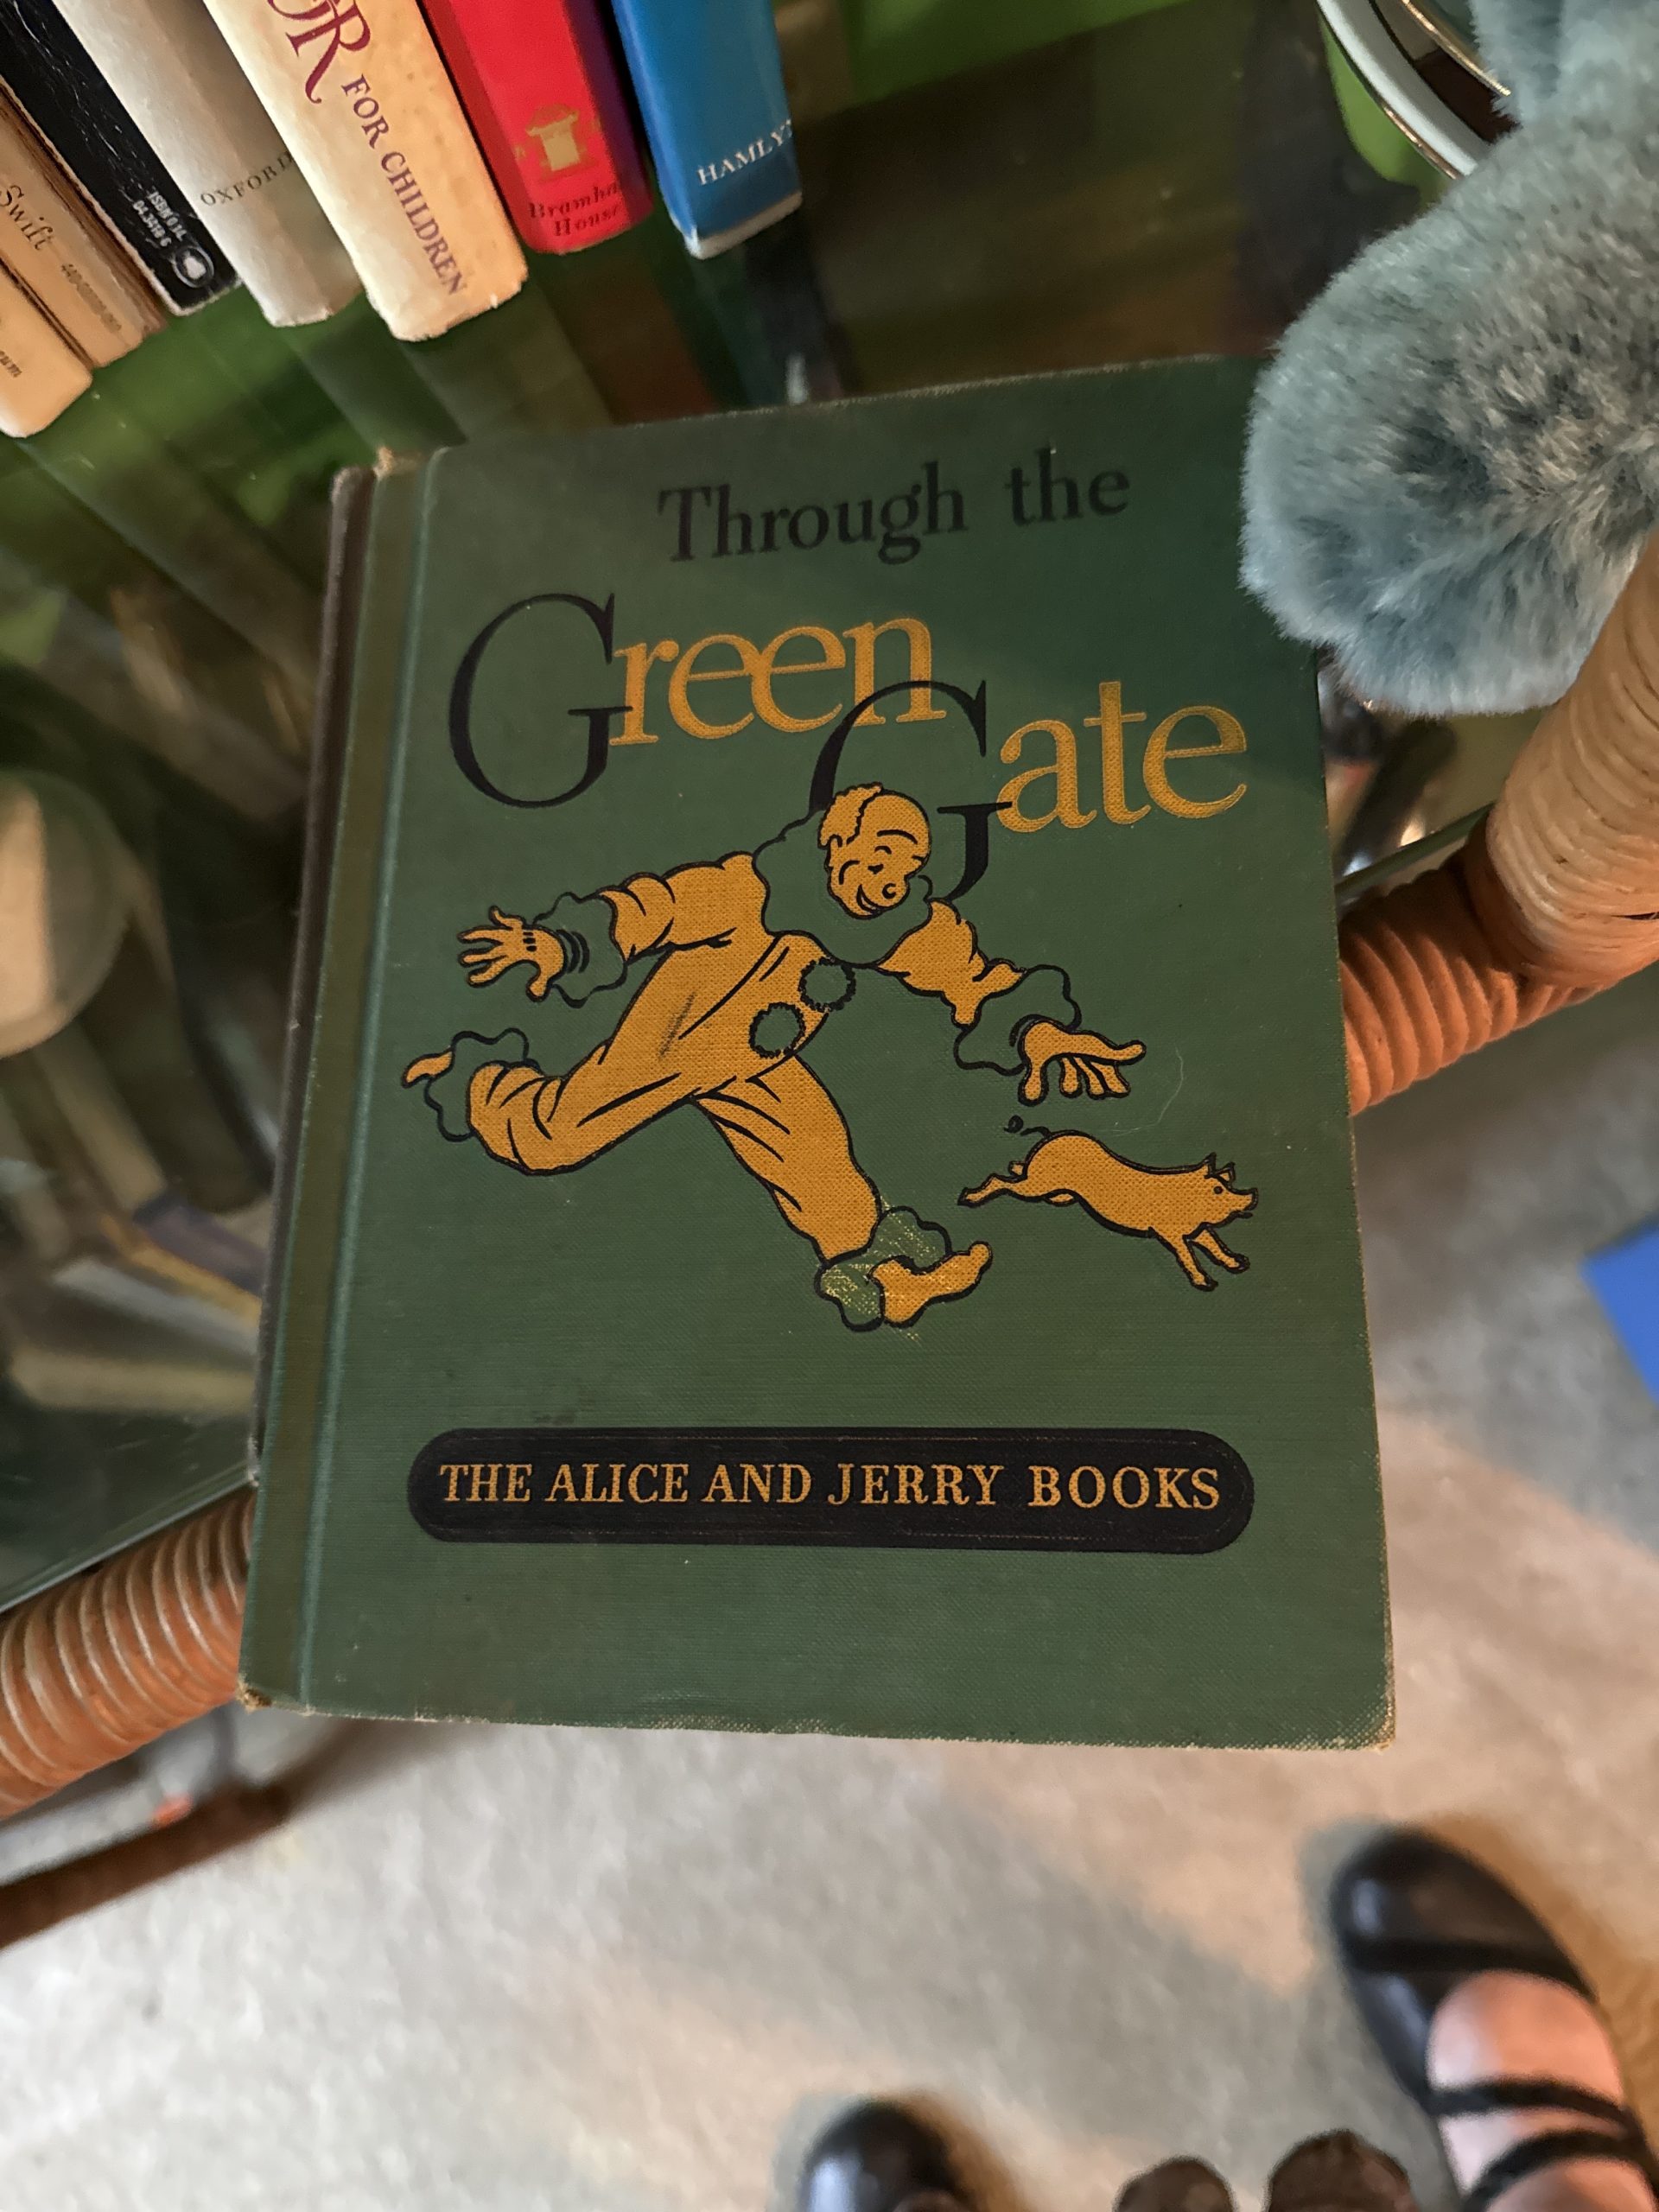 Swift
OXFORD
FOR CHILDREN
Bramhall
House
HAMLYN
Through the
Green
Gate
THE ALICE AND JERRY BOOKS